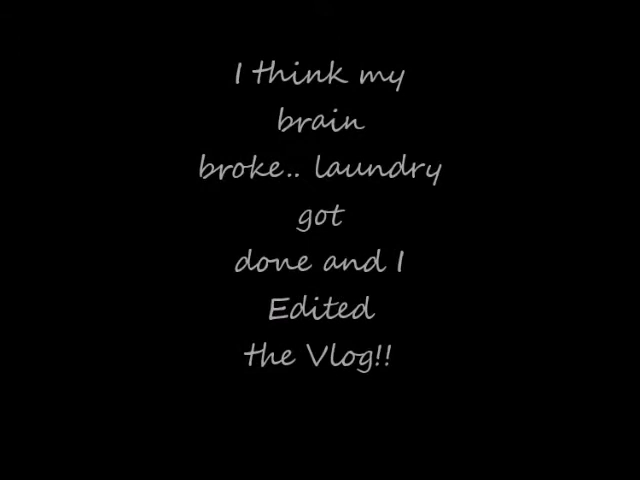 I think my
brain
broke.. laundry
got
done and I
Edited
the Vlog!!